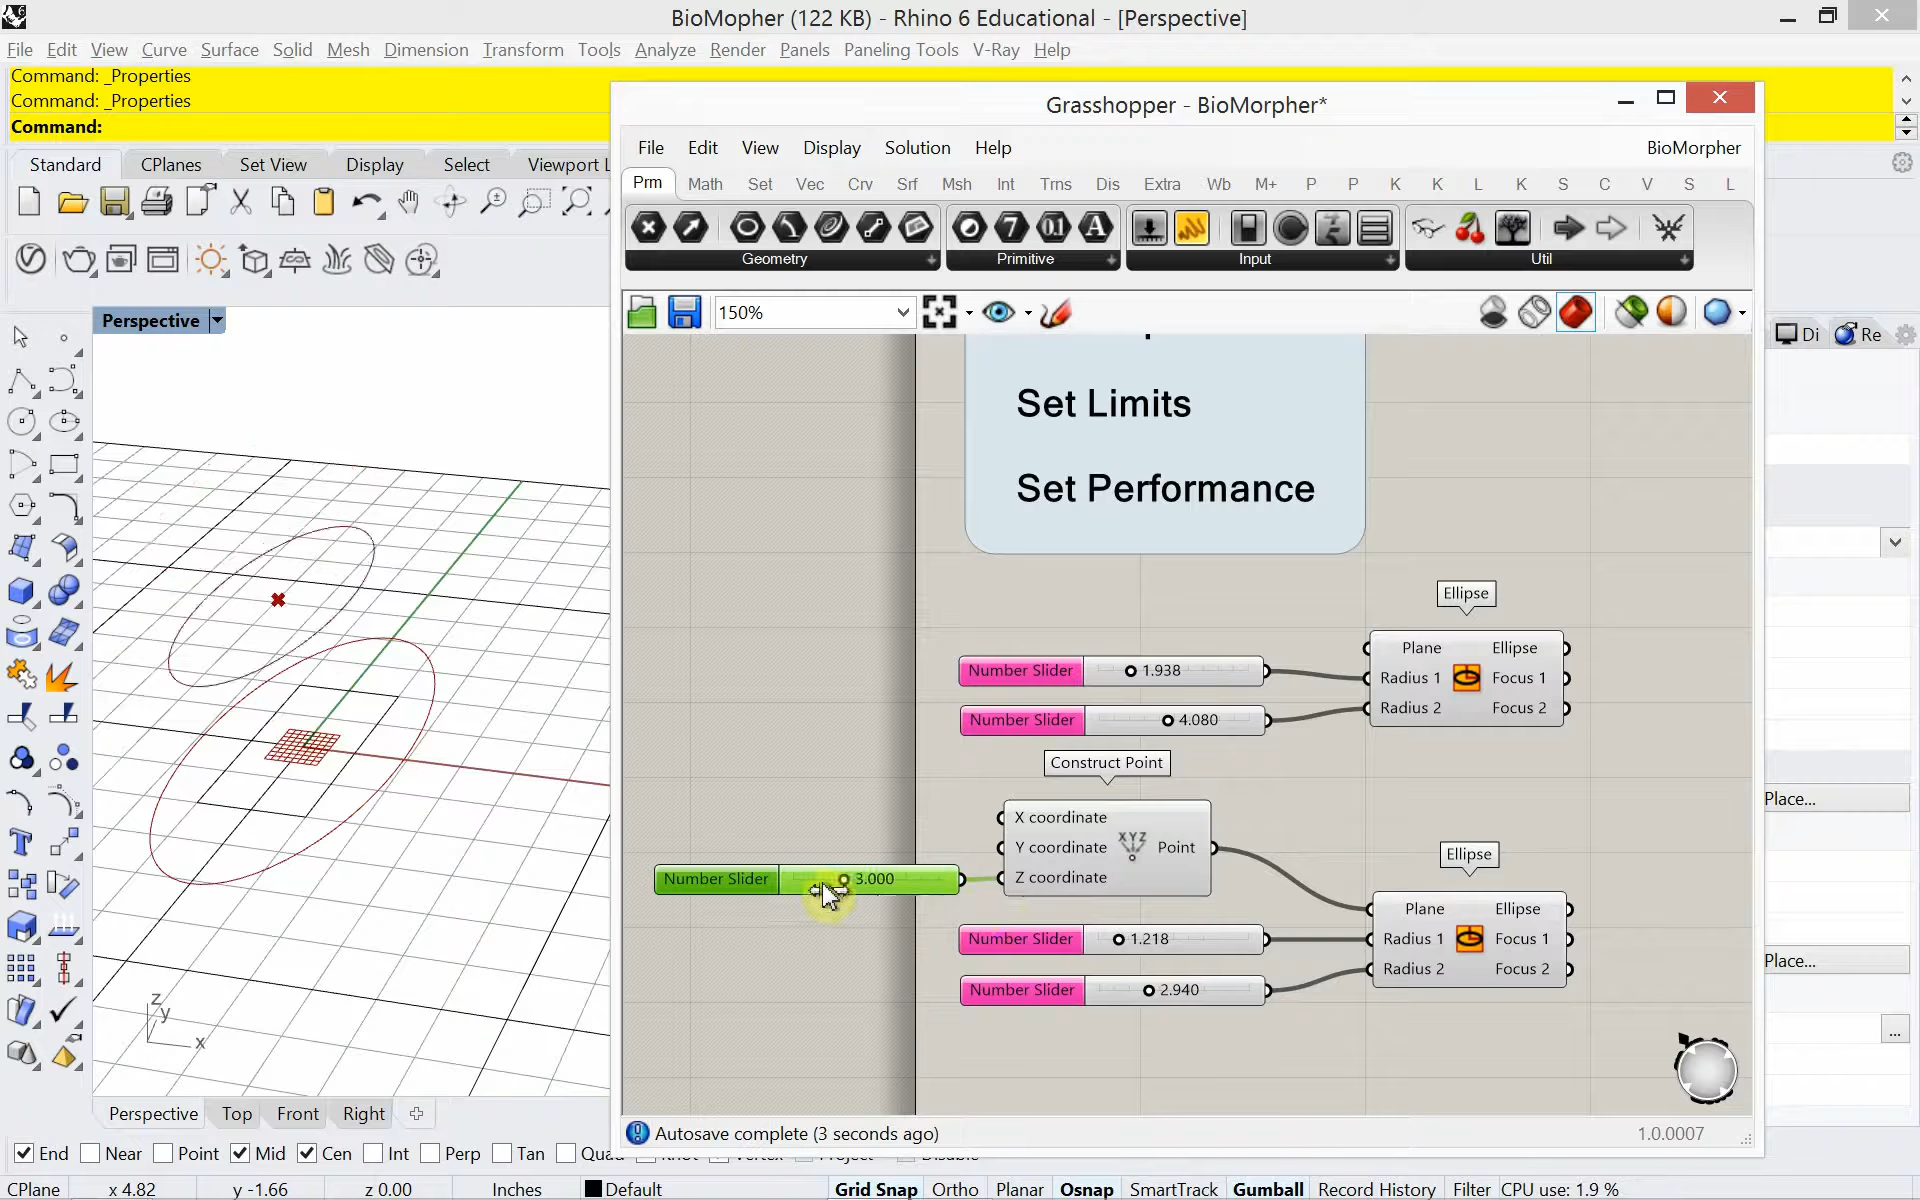 BioMopher (122 KB) - Rhino 6 Educational - [Perspective]
File Edit View Curve Surface Solid Mesh Dimension Transform Tools Analyze Render Panels Paneling Tools V-Ray Help
Command: _Properties
Command: _Properties
Command:
Standard CPlanes Set View Display Select Viewport L
Grasshopper - BioMorpher*
File Edit View Display Solution Help
BioMorpher
Prm Math Set Vec Crv Srf Msh Int Trns Dis Extra Wb M+ P P K K L K S C V S L
Geometry Primitive Input Util
150%
Perspective
Di Re
Set Limits
Set Performance
Ellipse
Number Slider 1.938
Number Slider 4.080
Plane Ellipse
Radius 1 Focus 1
Radius 2 Focus 2
Construct Point
X coordinate
Y coordinate XYZ Point
Z coordinate
Number Slider 3.000
Ellipse
Number Slider 1.218
Number Slider 2.940
Plane Ellipse
Radius 1 Focus 1
Radius 2 Focus 2
Place...
Place...
...
z
y
x
Perspective Top Front Right
Autosave complete (3 seconds ago)
1.0.0007
End Near Point Mid Cen Int Perp Tan Qua
CPlane x 4.82 y -1.66 z 0.00 Inches Default Grid Snap Ortho Planar Osnap SmartTrack Gumball Record History Filter CPU use: 1.9 %